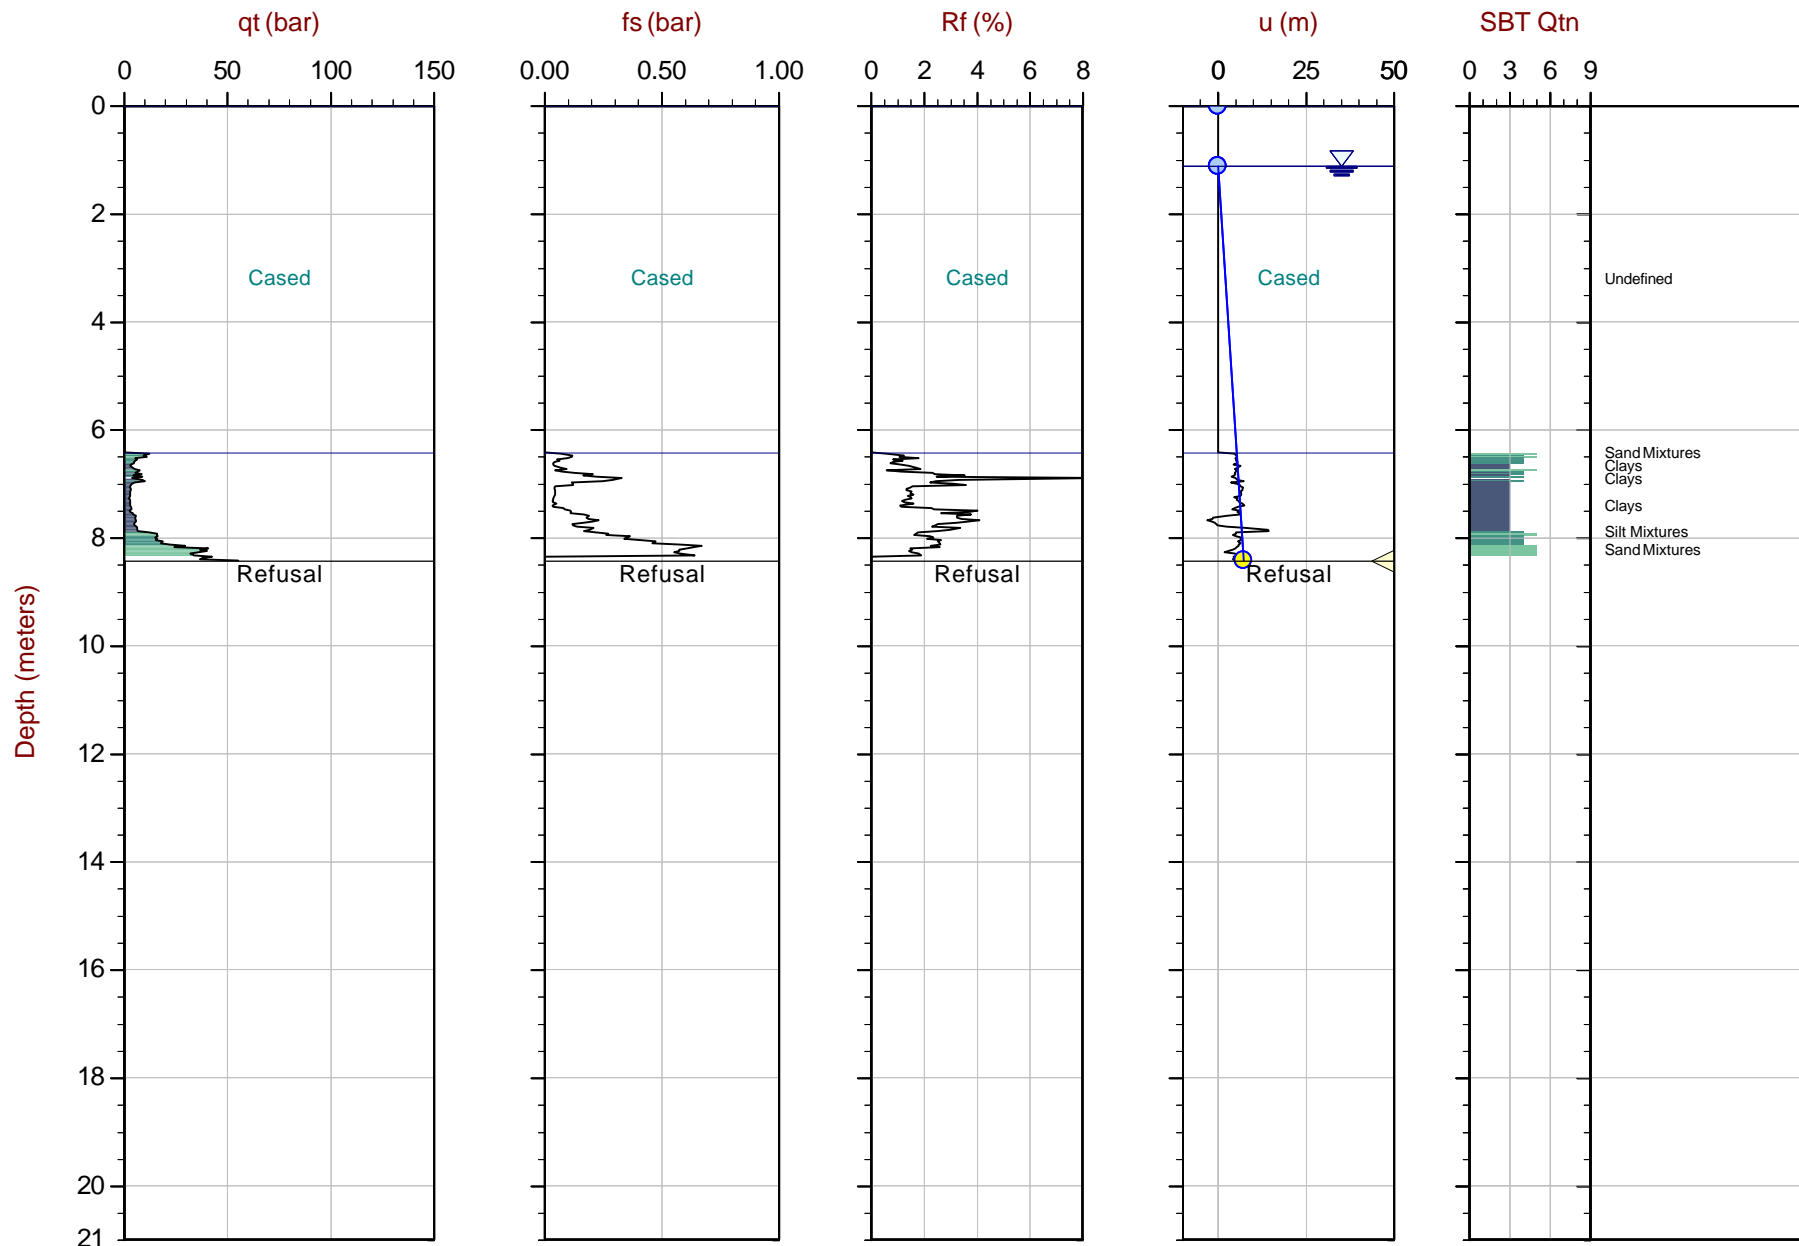 qt (bar) fs (bar) Rf (%) u (m) SBT Qtn
0 50 100 150 0.00 0.50 1.00 0 2 4 6 8 0 25 50 0 3 6 9
0
2
Cased Cased Cased Cased Undefined
4
6
Sand Mixtures
Clays
Clays
Clays
Silt Mixtures
8
Sand Mixtures
Refusal Refusal Refusal Refusal
10
Depth (meters)
12
14
16
18
20
21